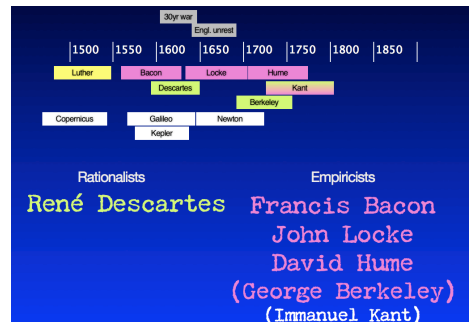 30yr war
Engl. unrest
1500 1550 1600 1650 1700 1750 1800 1850
Luther Bacon Locke Hume
Descartes Kant
Berkeley
Copernicus Galileo Newton
Kepler
Rationalists Empiricists
René Descartes Francis Bacon
John Locke
David Hume
(George Berkeley)
(Immanuel Kant)